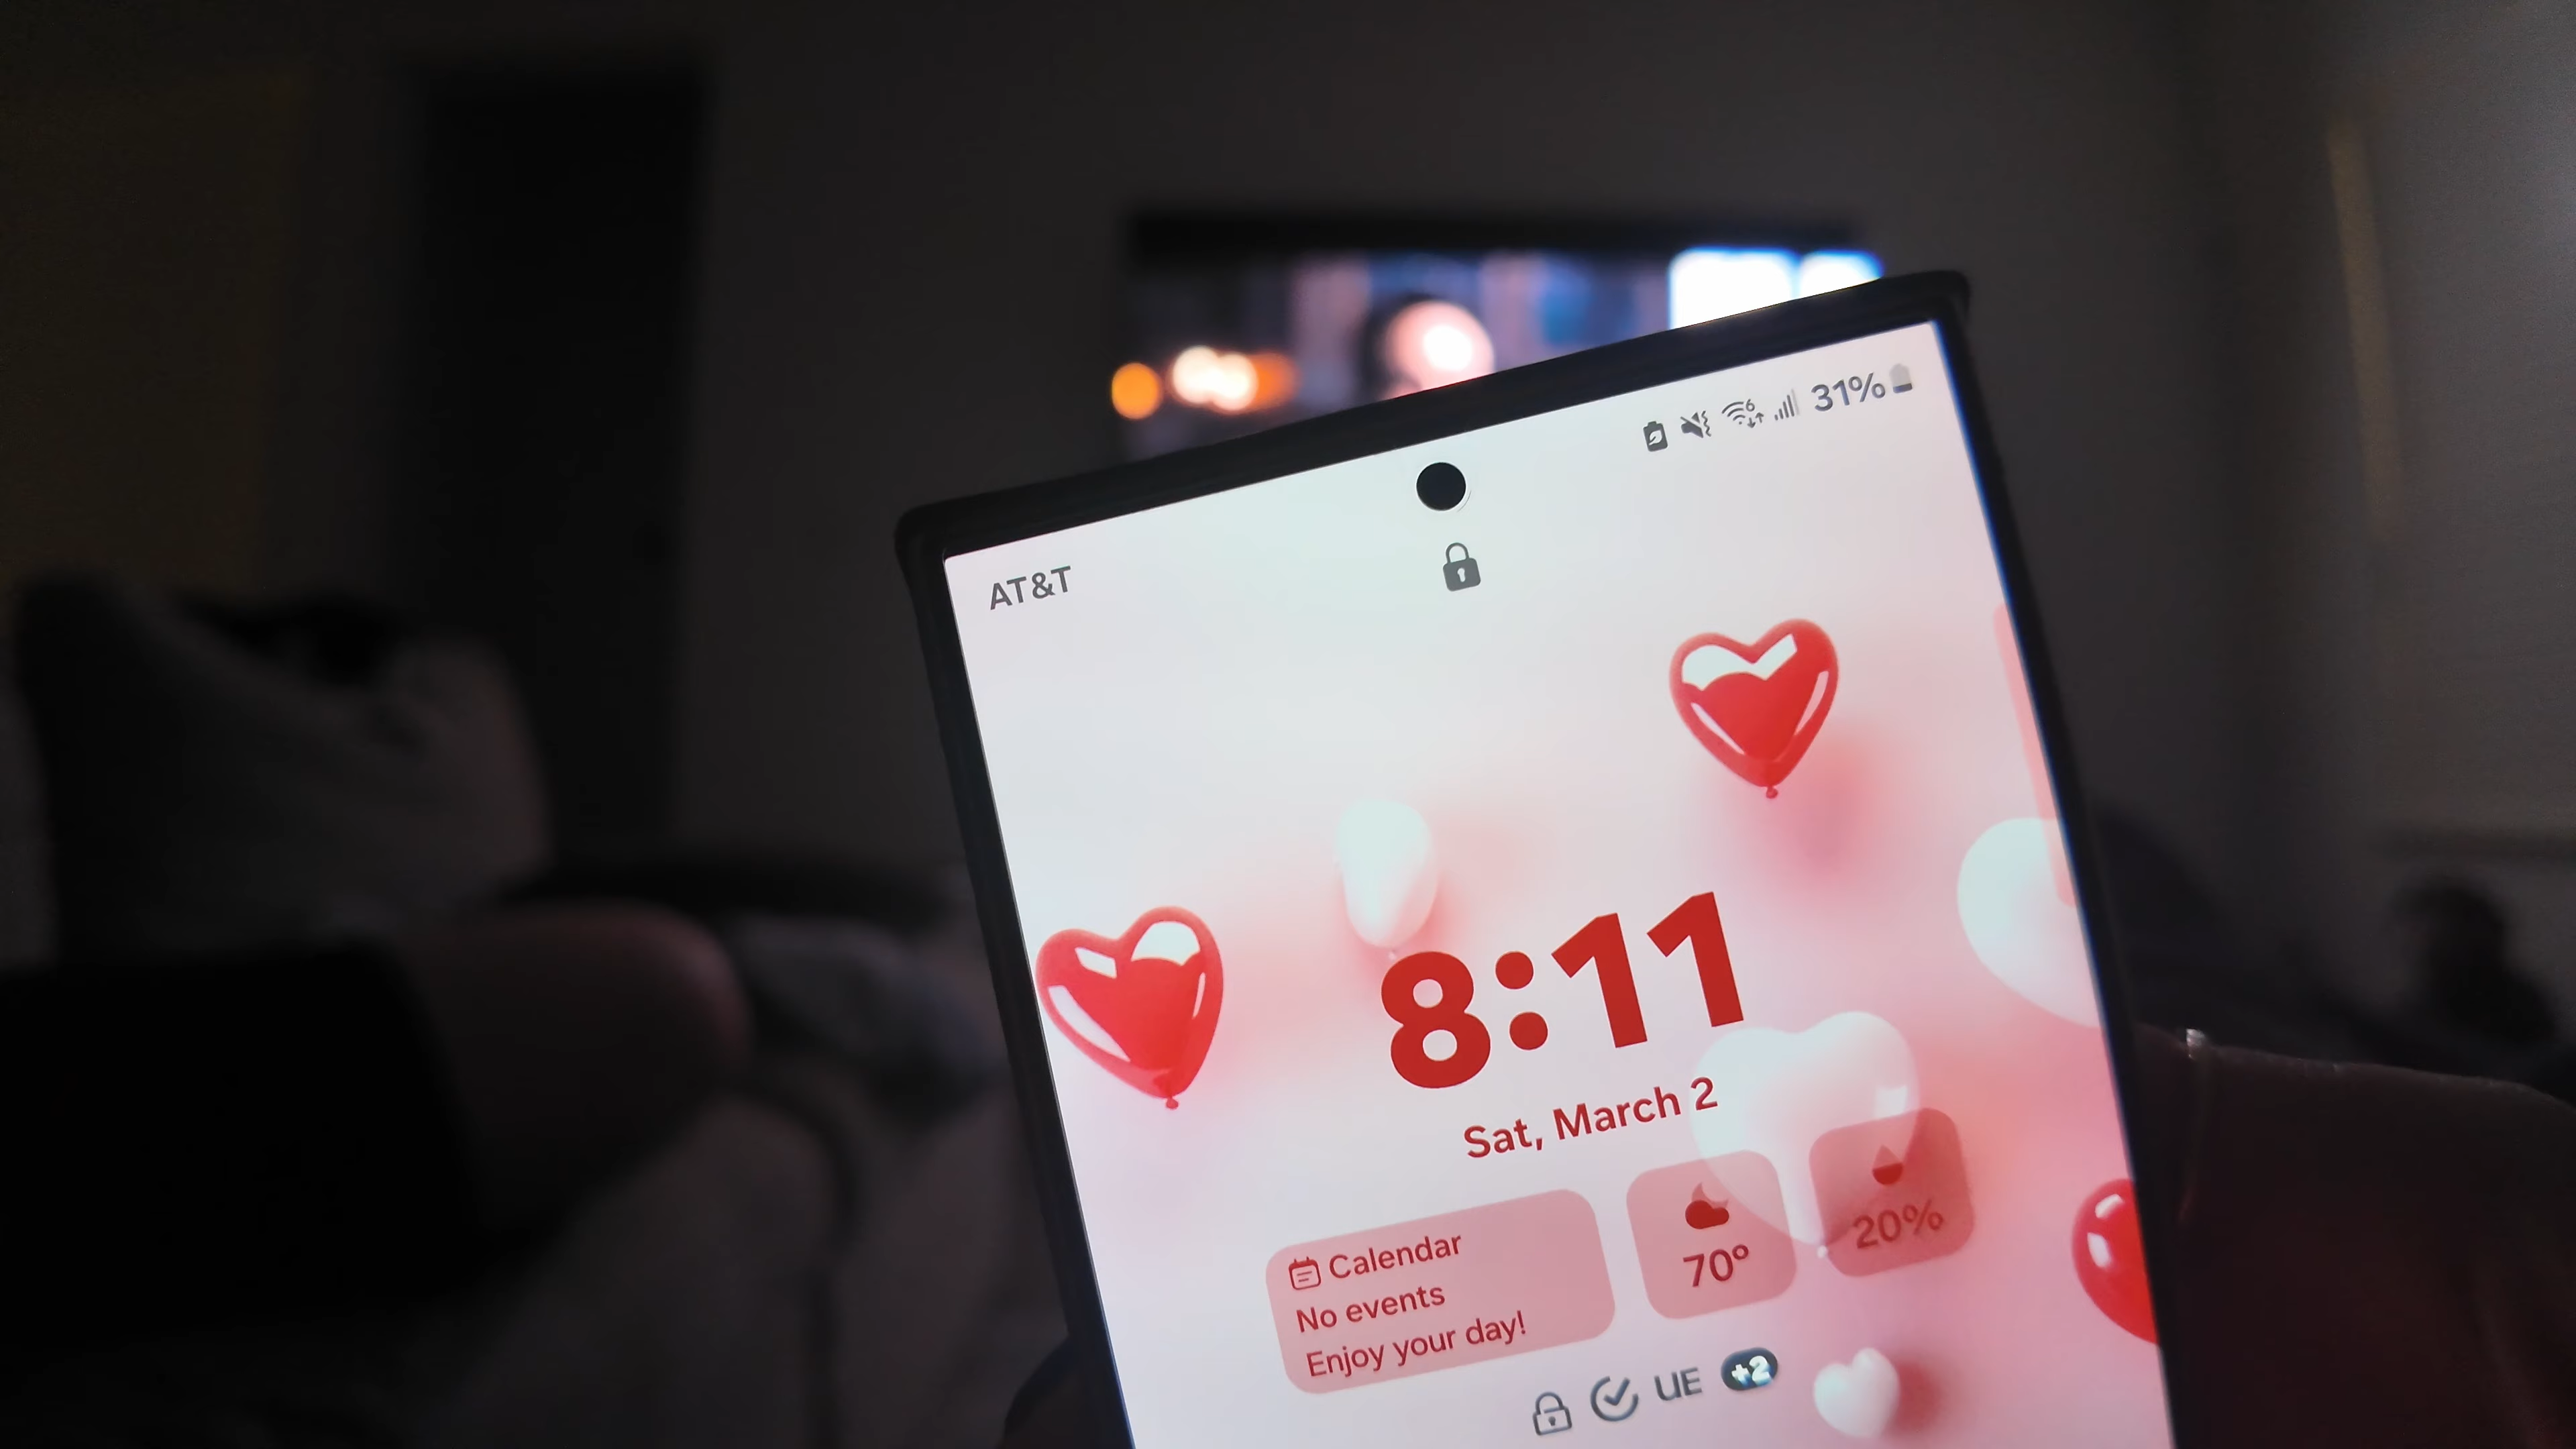 31%
AT&T
8:11
Sat, March 2
Calendar
No events
Enjoy your day!
70°
20%
UE +2